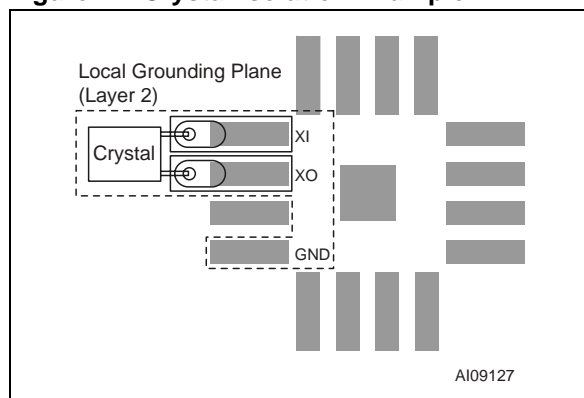 Local Grounding Plane
(Layer 2)
Crystal
XI
XO
GND
AI09127